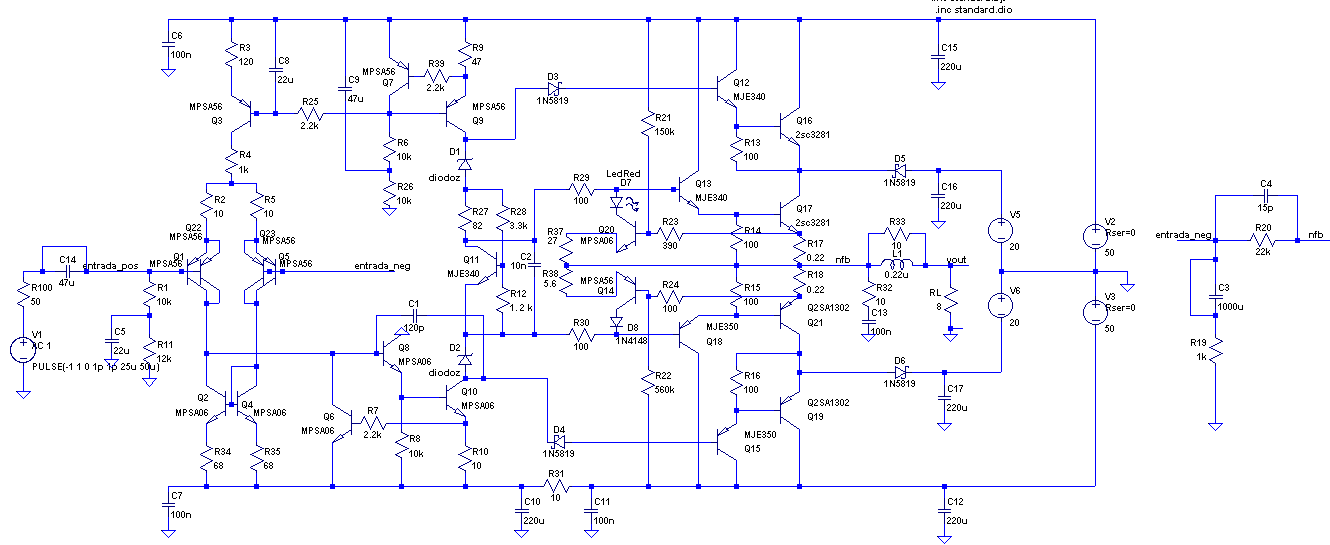 .inc standard.dio
C6
100n
R3
120
C8
22u
C9
47u
MPSA56
Q7
R39
2.2k
R9
47
D3
1N5819
Q12
MJE340
C15
220u
MPSA56
Q3
R25
2.2k
MPSA56
Q9
R21
150k
Q16
2sc3281
R4
1k
R6
10k
D1
diodoz
R13
100
D5
1N5819
R26
10k
R29
100
LedRed
D7
Q13
MJE340
C16
220u
C4
15p
R2
10
R5
10
R27
82
R28
3.3k
R37
27
Q20
MPSA06
R23
390
Q17
2sc3281
R14
100
R17
0.22
R33
10
V5
20
V2
Rser=0
50
entrada_neg
R20
22k
nfb
Q22
MPSA56
Q23
MPSA56
C14
47u
entrada_pos
MPSA56
Q1
Q5
MPSA56
entrada_neg
Q11
MJE340
C2
10n
R38
5.6
MPSA56
Q14
nfb
L1
0.22u
vout
R18
0.22
R100
50
R1
10k
R12
1.2 k
R24
100
R15
100
R32
10
RL
8
V6
20
V3
Rser=0
50
C3
1000u
C1
120p
C5
22u
R11
12k
V1
AC 1
PULSE(-1 1 0 1p 1p 25u 50u)
Q8
MPSA06
D2
diodoz
R30
100
D8
1N4148
MJE350
Q18
Q2SA1302
Q21
C13
100n
R19
1k
Q2
MPSA06
Q4
MPSA06
Q6
MPSA06
R7
2.2k
Q10
MPSA06
R22
560k
R16
100
D6
1N5819
Q2SA1302
Q19
C17
220u
R34
68
R35
68
R8
10k
R10
10
D4
1N5819
MJE350
Q15
C7
100n
R31
10
C10
220u
C11
100n
C12
220u